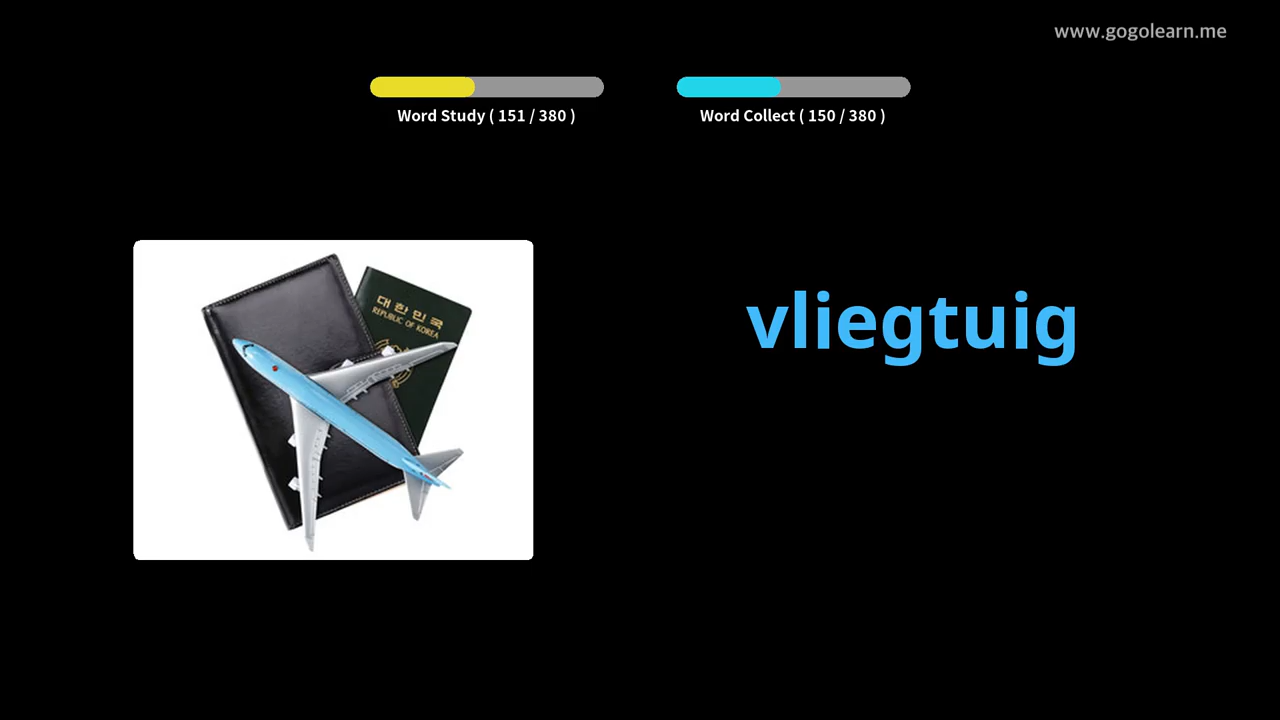 www.gogolearn.me
Word Study ( 151 / 380 )
Word Collect ( 150 / 380 )
대한민국
REPUBLIC OF KOREA
vliegtuig